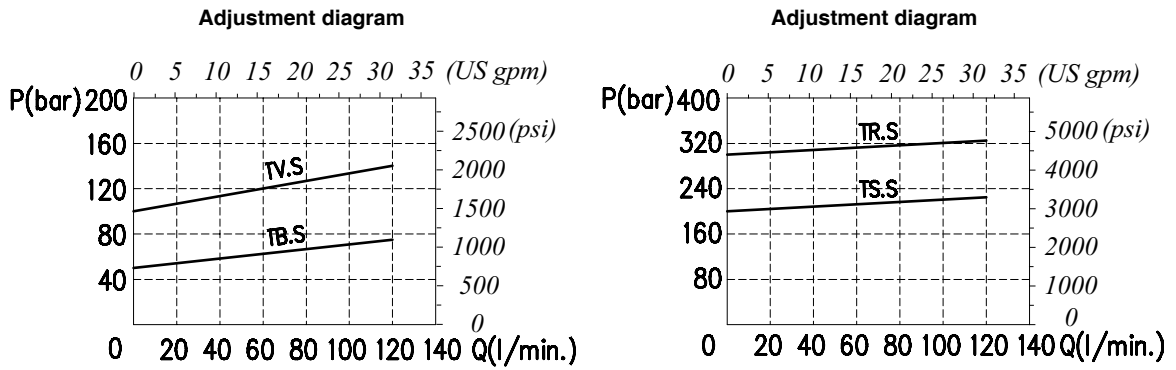 Adjustment diagram
0 5 10 15 20 25 30 35 (US gpm)
P(bar) 200
160
120
80
40
2500 (psi)
2000
1500
1000
500
0
TV.S
TB.S
0 20 40 60 80 100 120 140 Q(l/min.)
Adjustment diagram
0 5 10 15 20 25 30 35 (US gpm)
P(bar) 400
320
240
160
80
5000 (psi)
4000
3000
2000
1000
0
TR.S
TS.S
0 20 40 60 80 100 120 140 Q(l/min.)